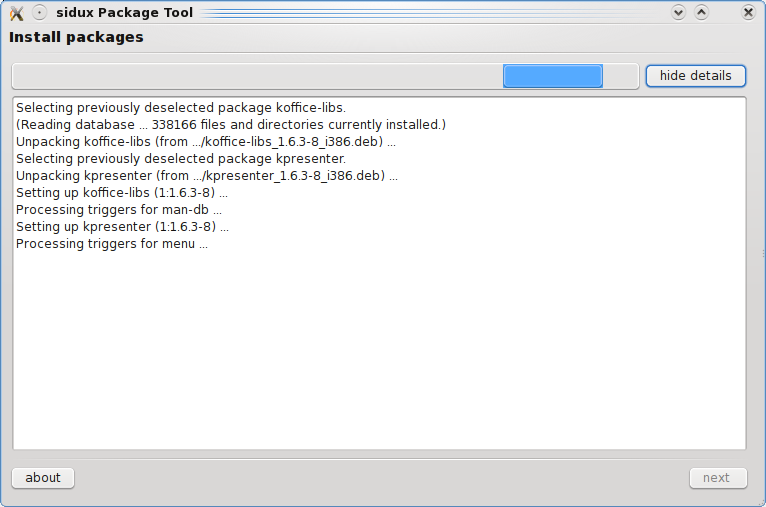 sidux Package Tool
Install packages
hide details
Selecting previously deselected package koffice-libs.
(Reading database ... 338166 files and directories currently installed.)
Unpacking koffice-libs (from .../koffice-libs_1.6.3-8_i386.deb) ...
Selecting previously deselected package kpresenter.
Unpacking kpresenter (from .../kpresenter_1.6.3-8_i386.deb) ...
Setting up koffice-libs (1:1.6.3-8) ...
Processing triggers for man-db ...
Setting up kpresenter (1:1.6.3-8) ...
Processing triggers for menu ...
about
next